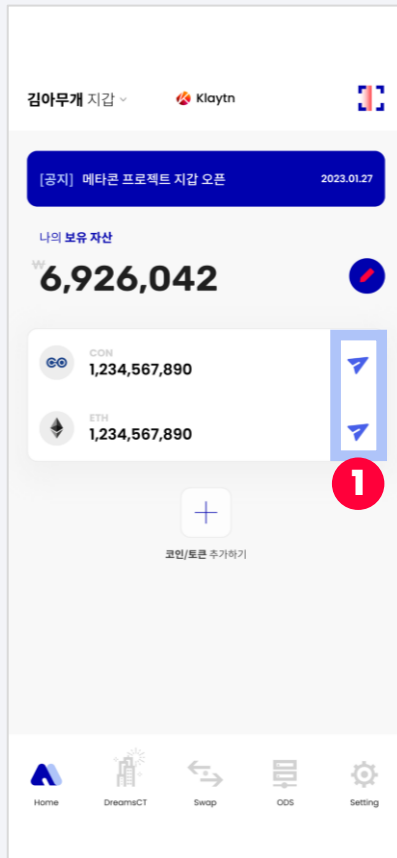 김아무개 지갑
Klaytn
[공지] 메타콘 프로젝트 지갑 오픈 2023.01.27
나의 보유 자산
₩6,926,042
CON
1,234,567,890
ETH
1,234,567,890
1
코인/토큰 추가하기
Home DreamsCT Swap ODS Setting